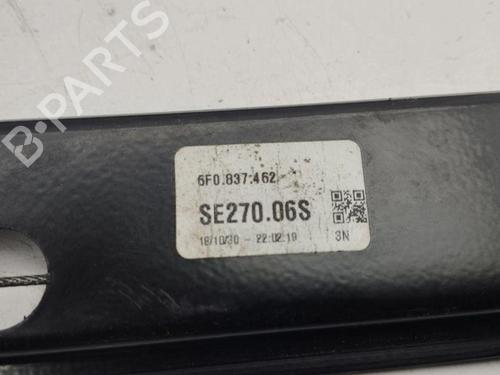 B-PARTS
6F0.837.462
SE270.06S
18/10/30 - 22:02:19
3N